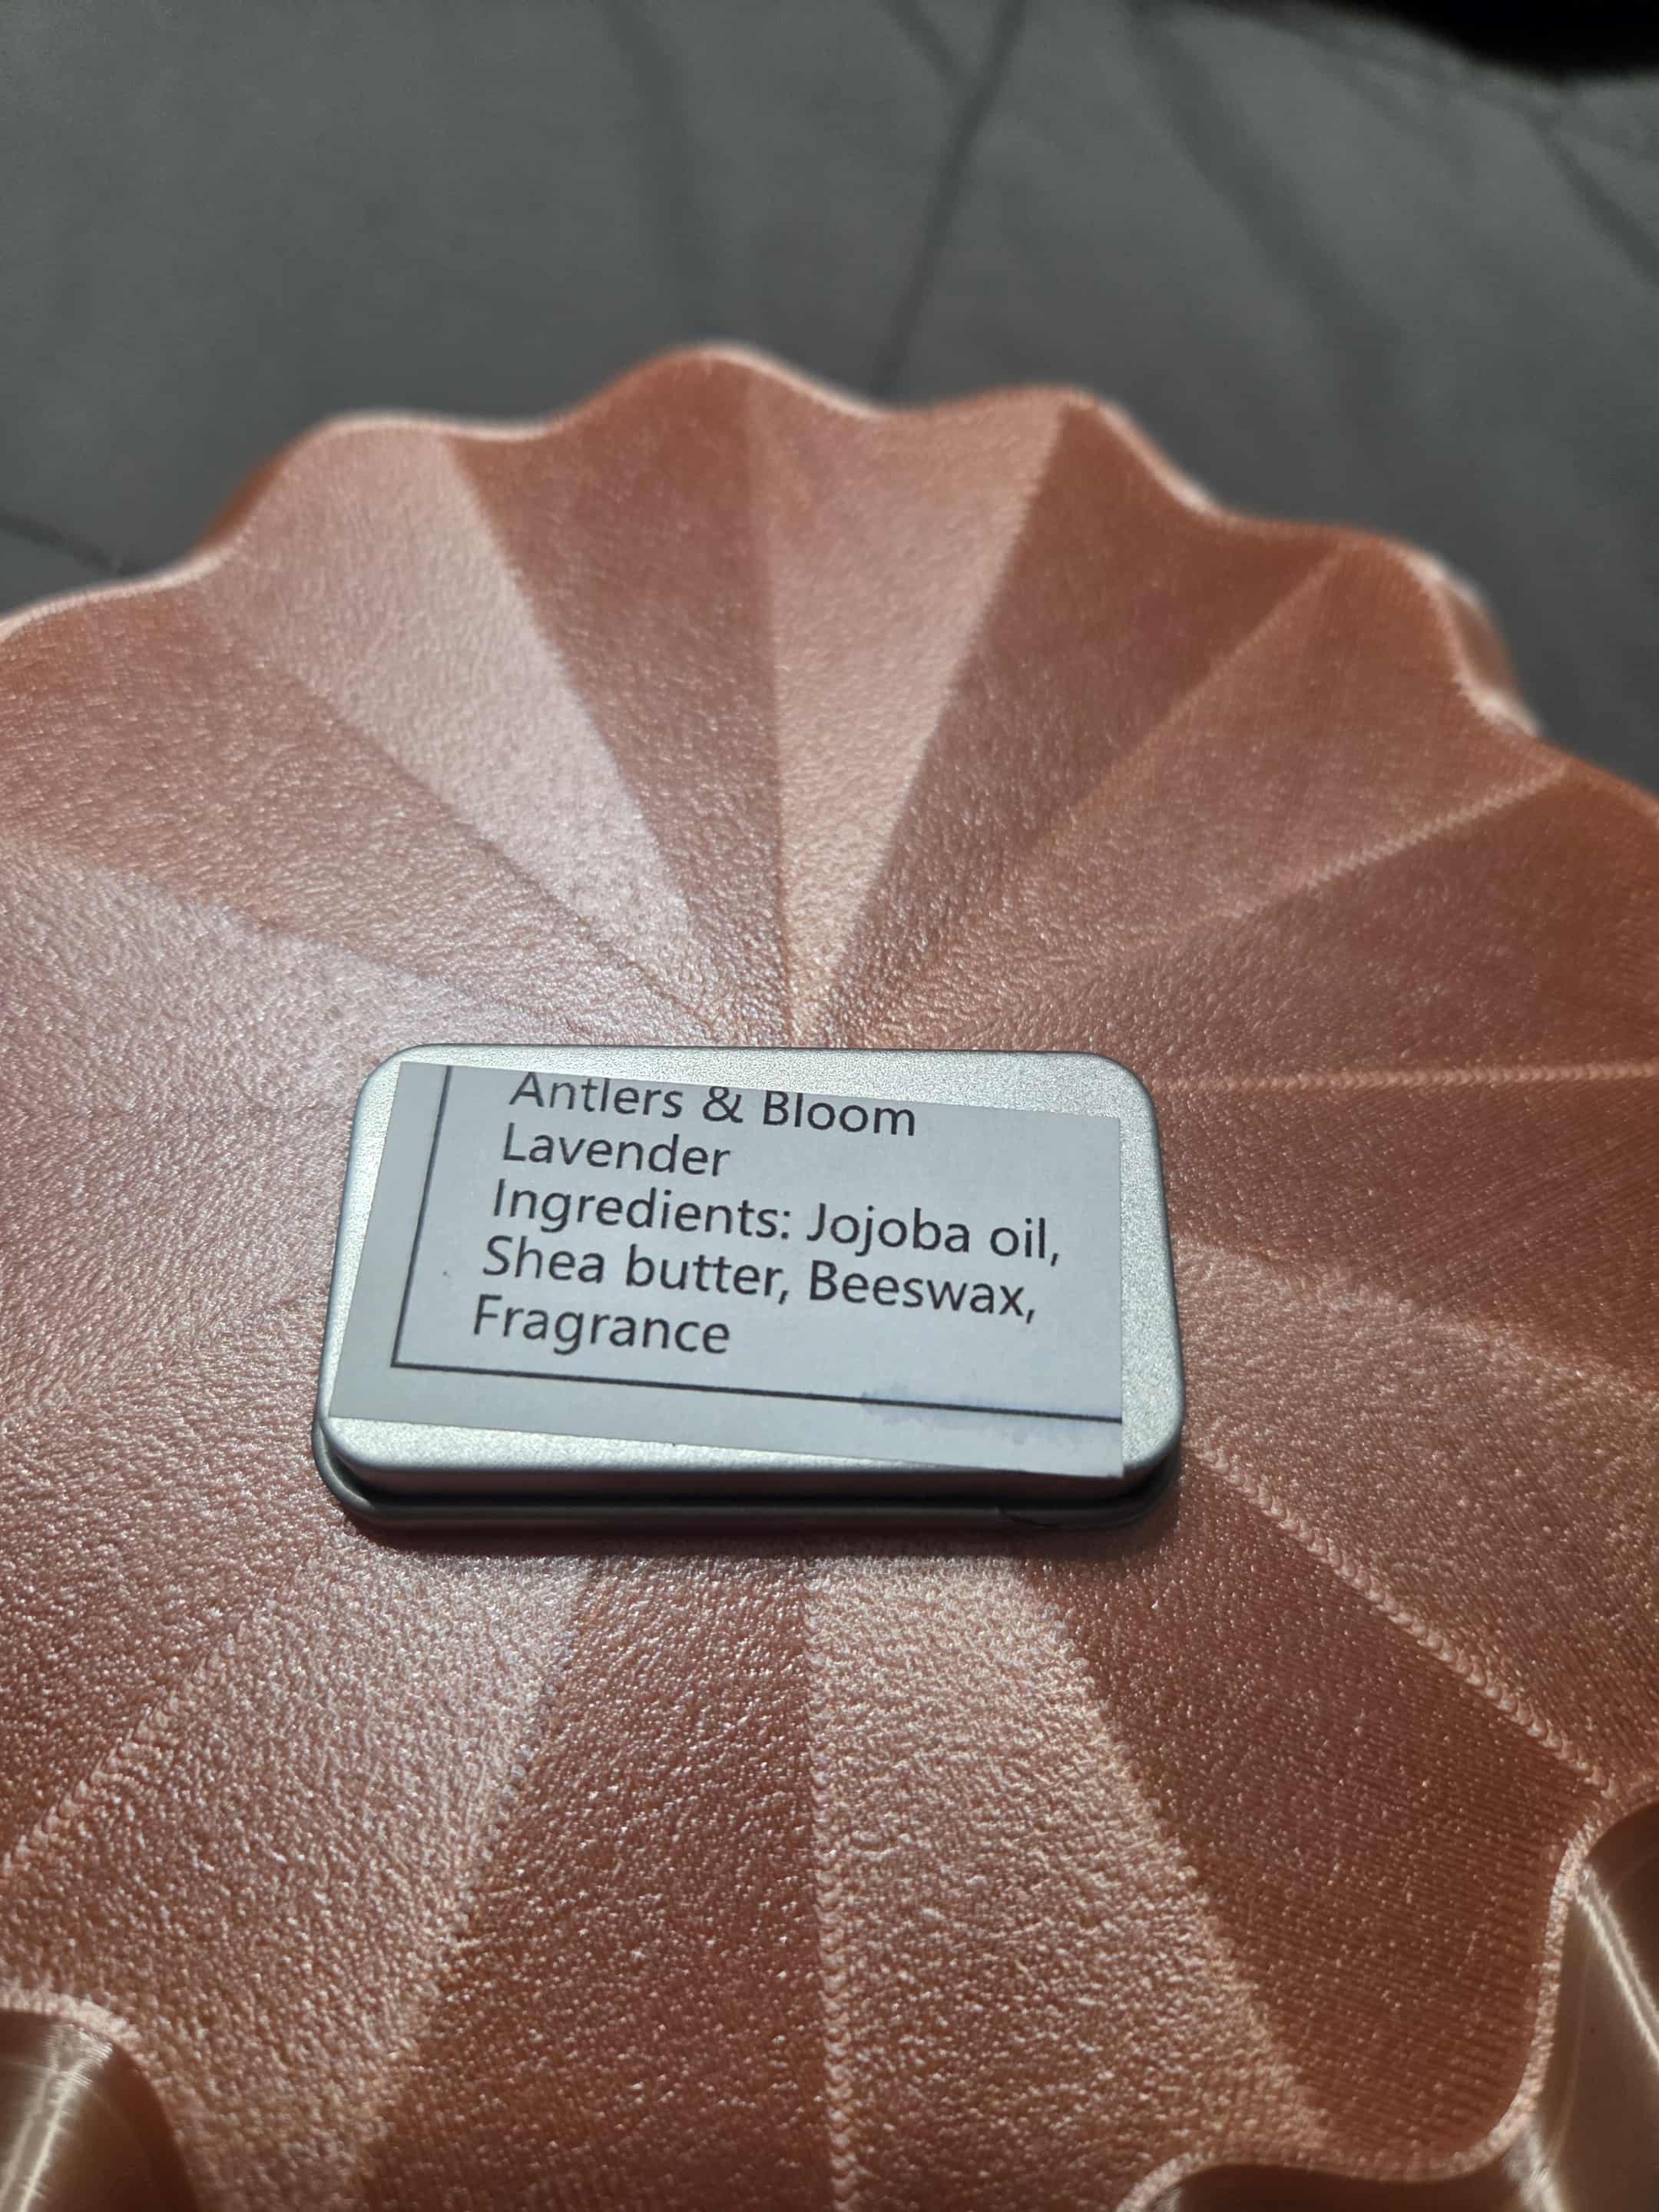 Antlers & Bloom
Lavender
Ingredients: Jojoba oil,
Shea butter, Beeswax,
Fragrance